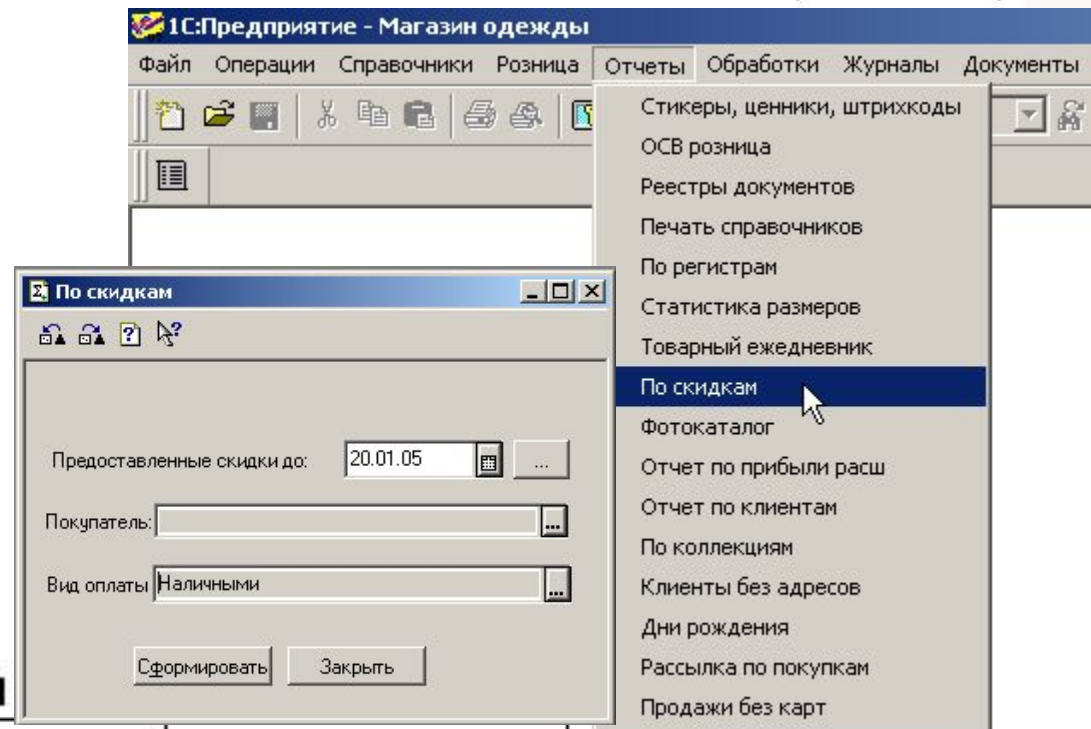 1С:Предприятие - Магазин одежды
Файл Операции Справочники Розница Отчеты Обработки Журналы Документы
Стикеры, ценники, штрихкоды
ОСВ розница
Реестры документов
Печать справочников
По регистрам
Статистика размеров
Товарный ежедневник
По скидкам
Фотокаталог
Отчет по прибыли расш
Отчет по клиентам
По коллекциям
Клиенты без адресов
Дни рождения
Рассылка по покупкам
Продажи без карт
По скидкам
Предоставленные скидки до: 20.01.05 ...
Покупатель: ...
Вид оплаты Наличными ...
Сформировать Закрыть